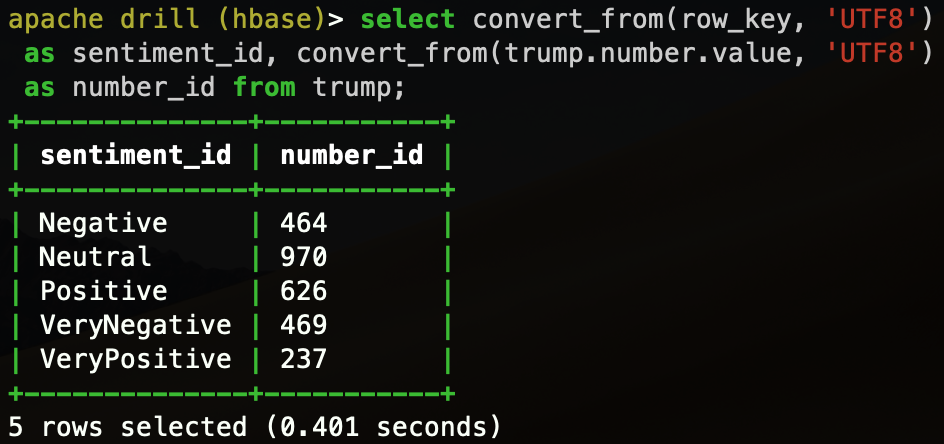 apache drill (hbase)> select convert_from(row_key, 'UTF8')
as sentiment_id, convert_from(trump.number.value, 'UTF8')
as number_id from trump;
+--------------+-----------+
| sentiment_id | number_id |
+--------------+-----------+
| Negative     | 464       |
| Neutral      | 970       |
| Positive     | 626       |
| VeryNegative | 469       |
| VeryPositive | 237       |
+--------------+-----------+
5 rows selected (0.401 seconds)